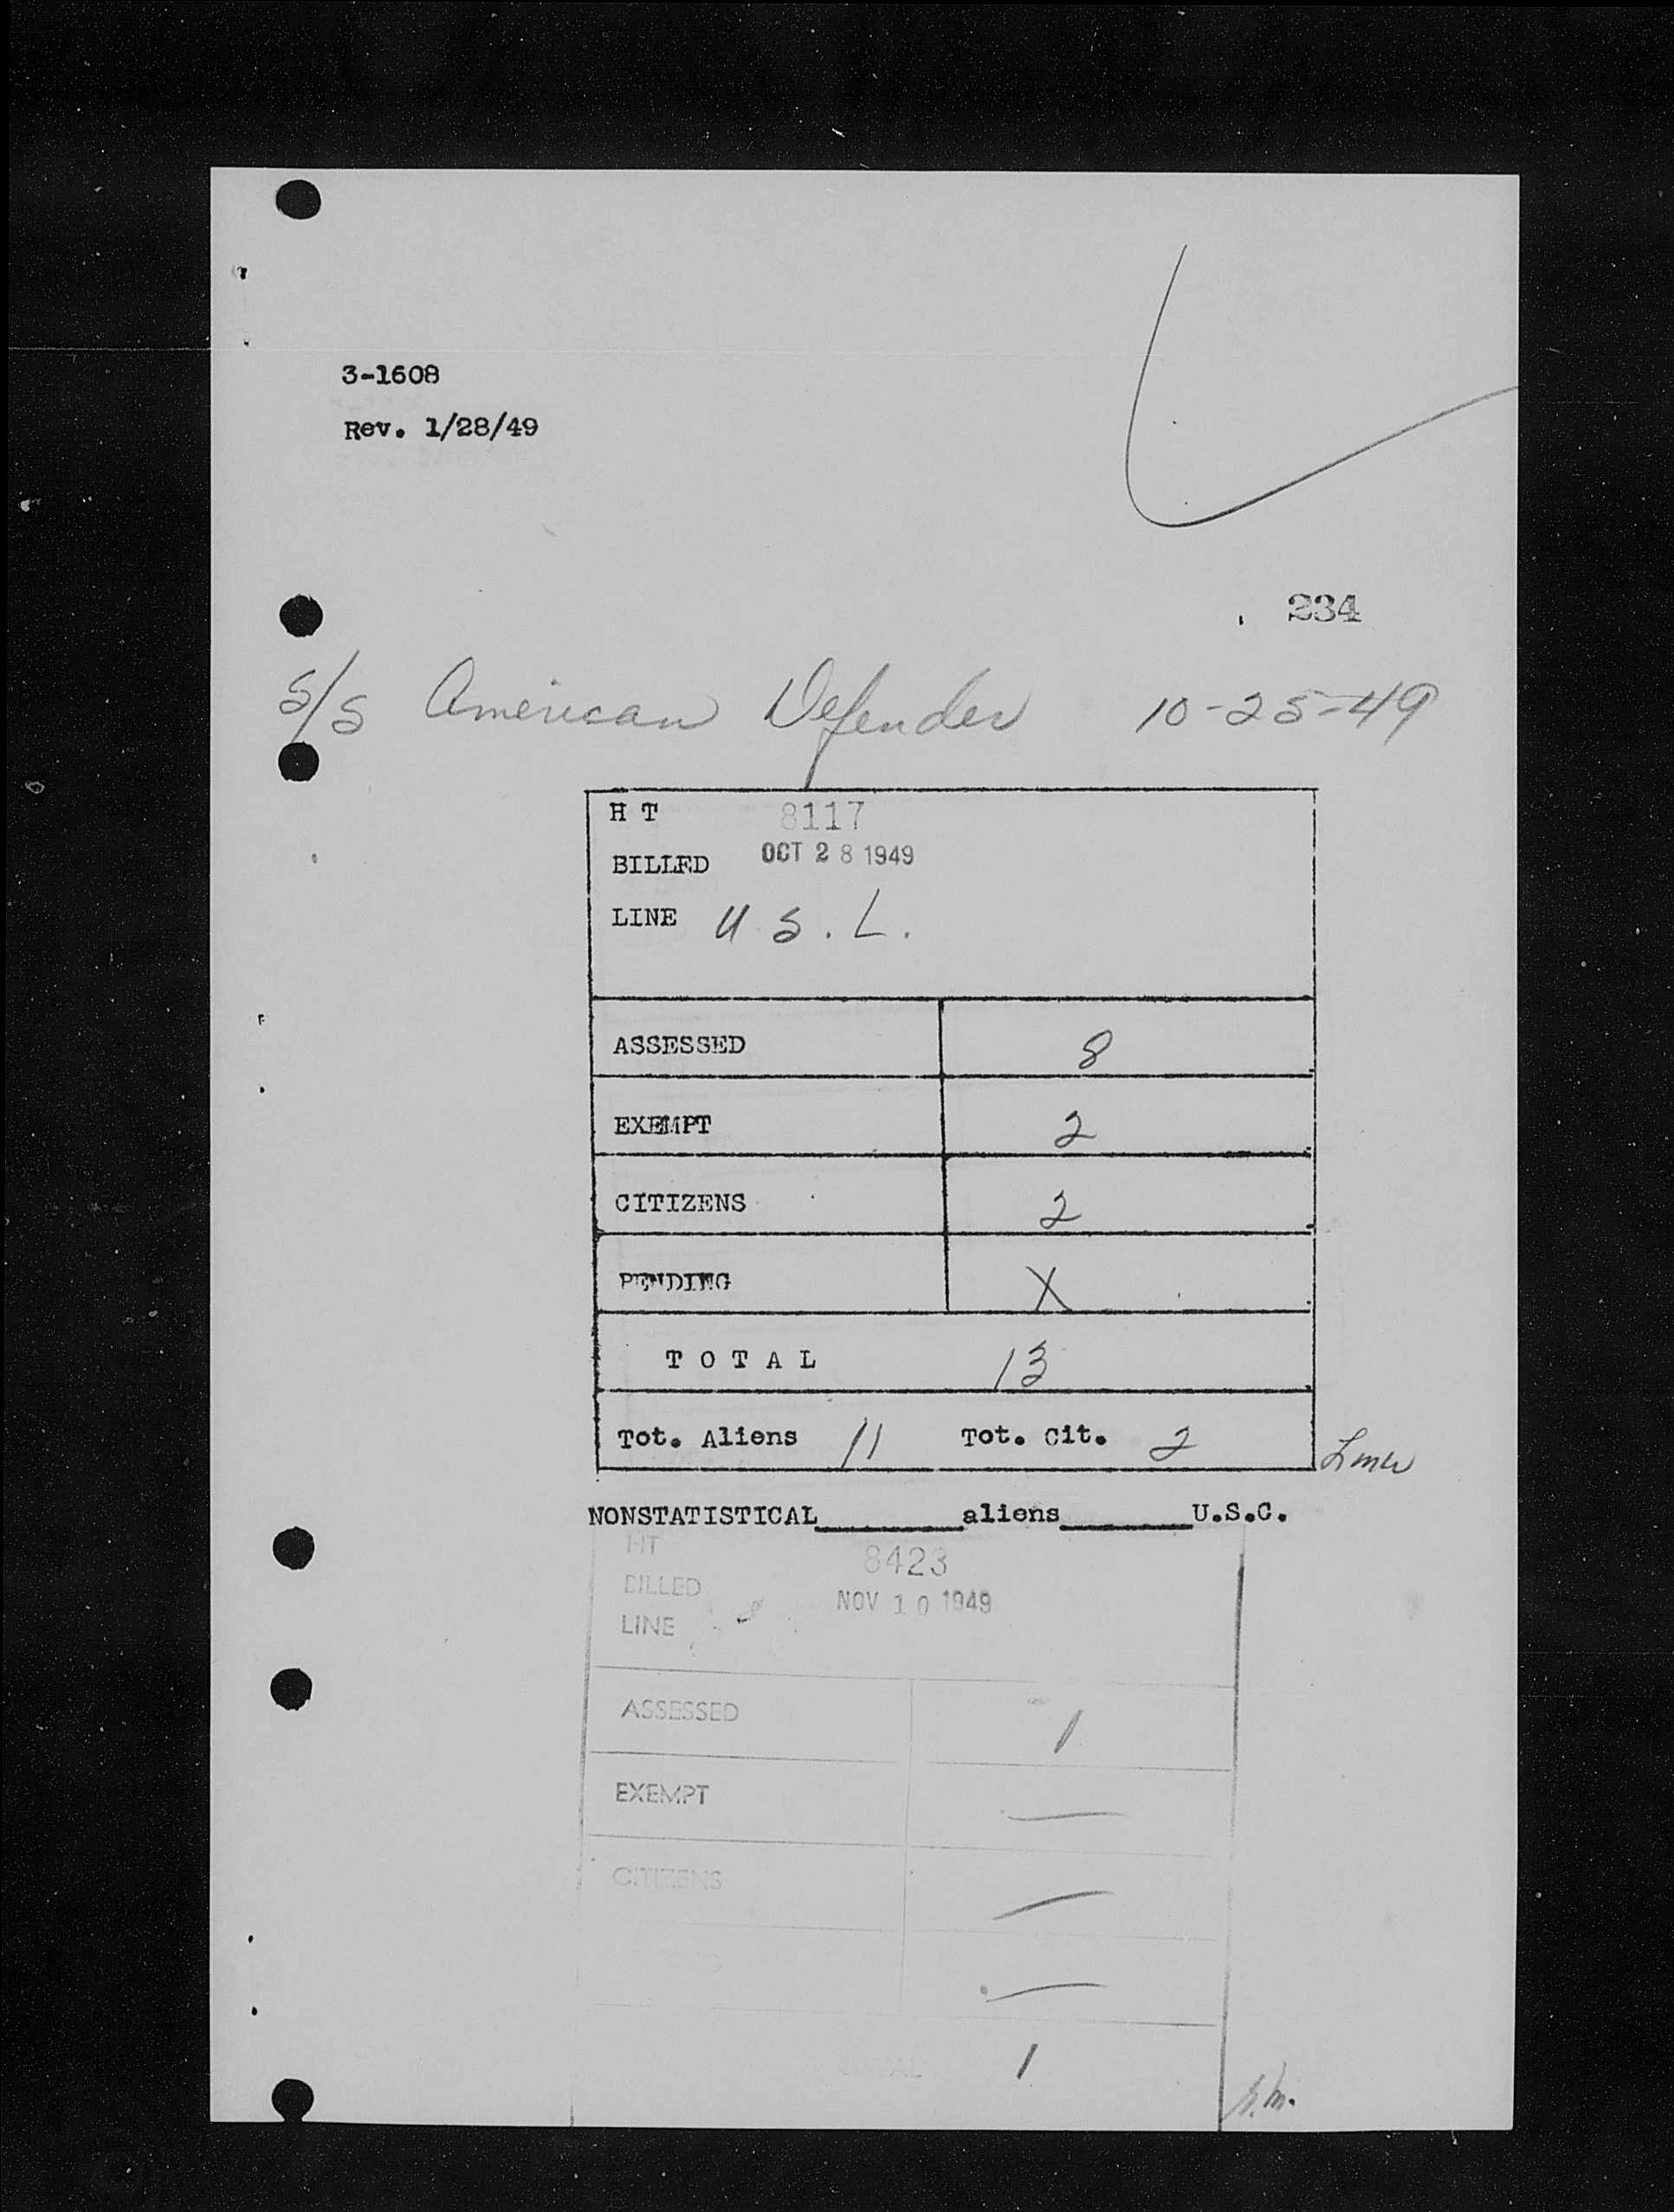 3-1608
Rev. 1/28/49
234
S/S American Defender 10-25-49
H T 8117
BILLED OCT 28 1949
LINE U.S.L.
ASSESSED 8
EXEMPT 2
CITIZENS 2
PENDING X
TOTAL 13
Tot. Aliens 11 Tot. Cit. 2
NONSTATISTICAL aliens U.S.C.
HT 8423
BILLED NOV 10 1949
LINE
ASSESSED 1
EXEMPT —
CITIZENS —
—
TOTAL 1